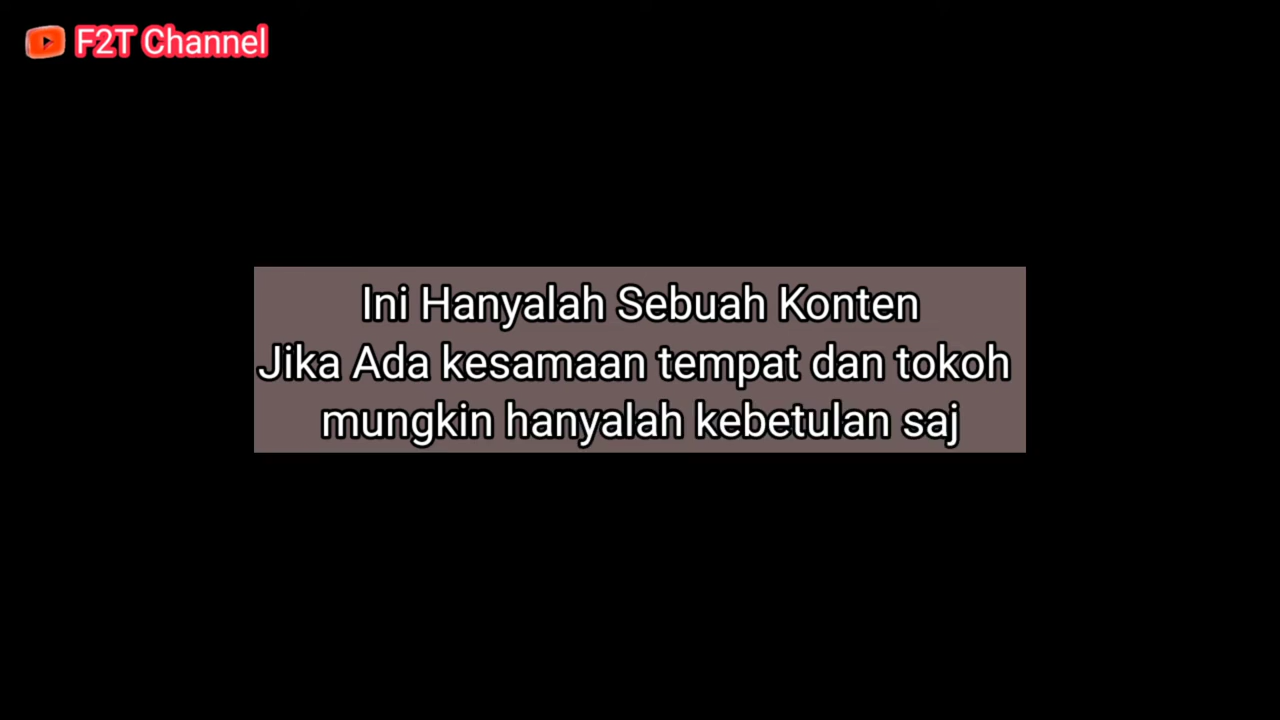 F2T Channel
Ini Hanyalah Sebuah Konten
Jika Ada kesamaan tempat dan tokoh
mungkin hanyalah kebetulan saj